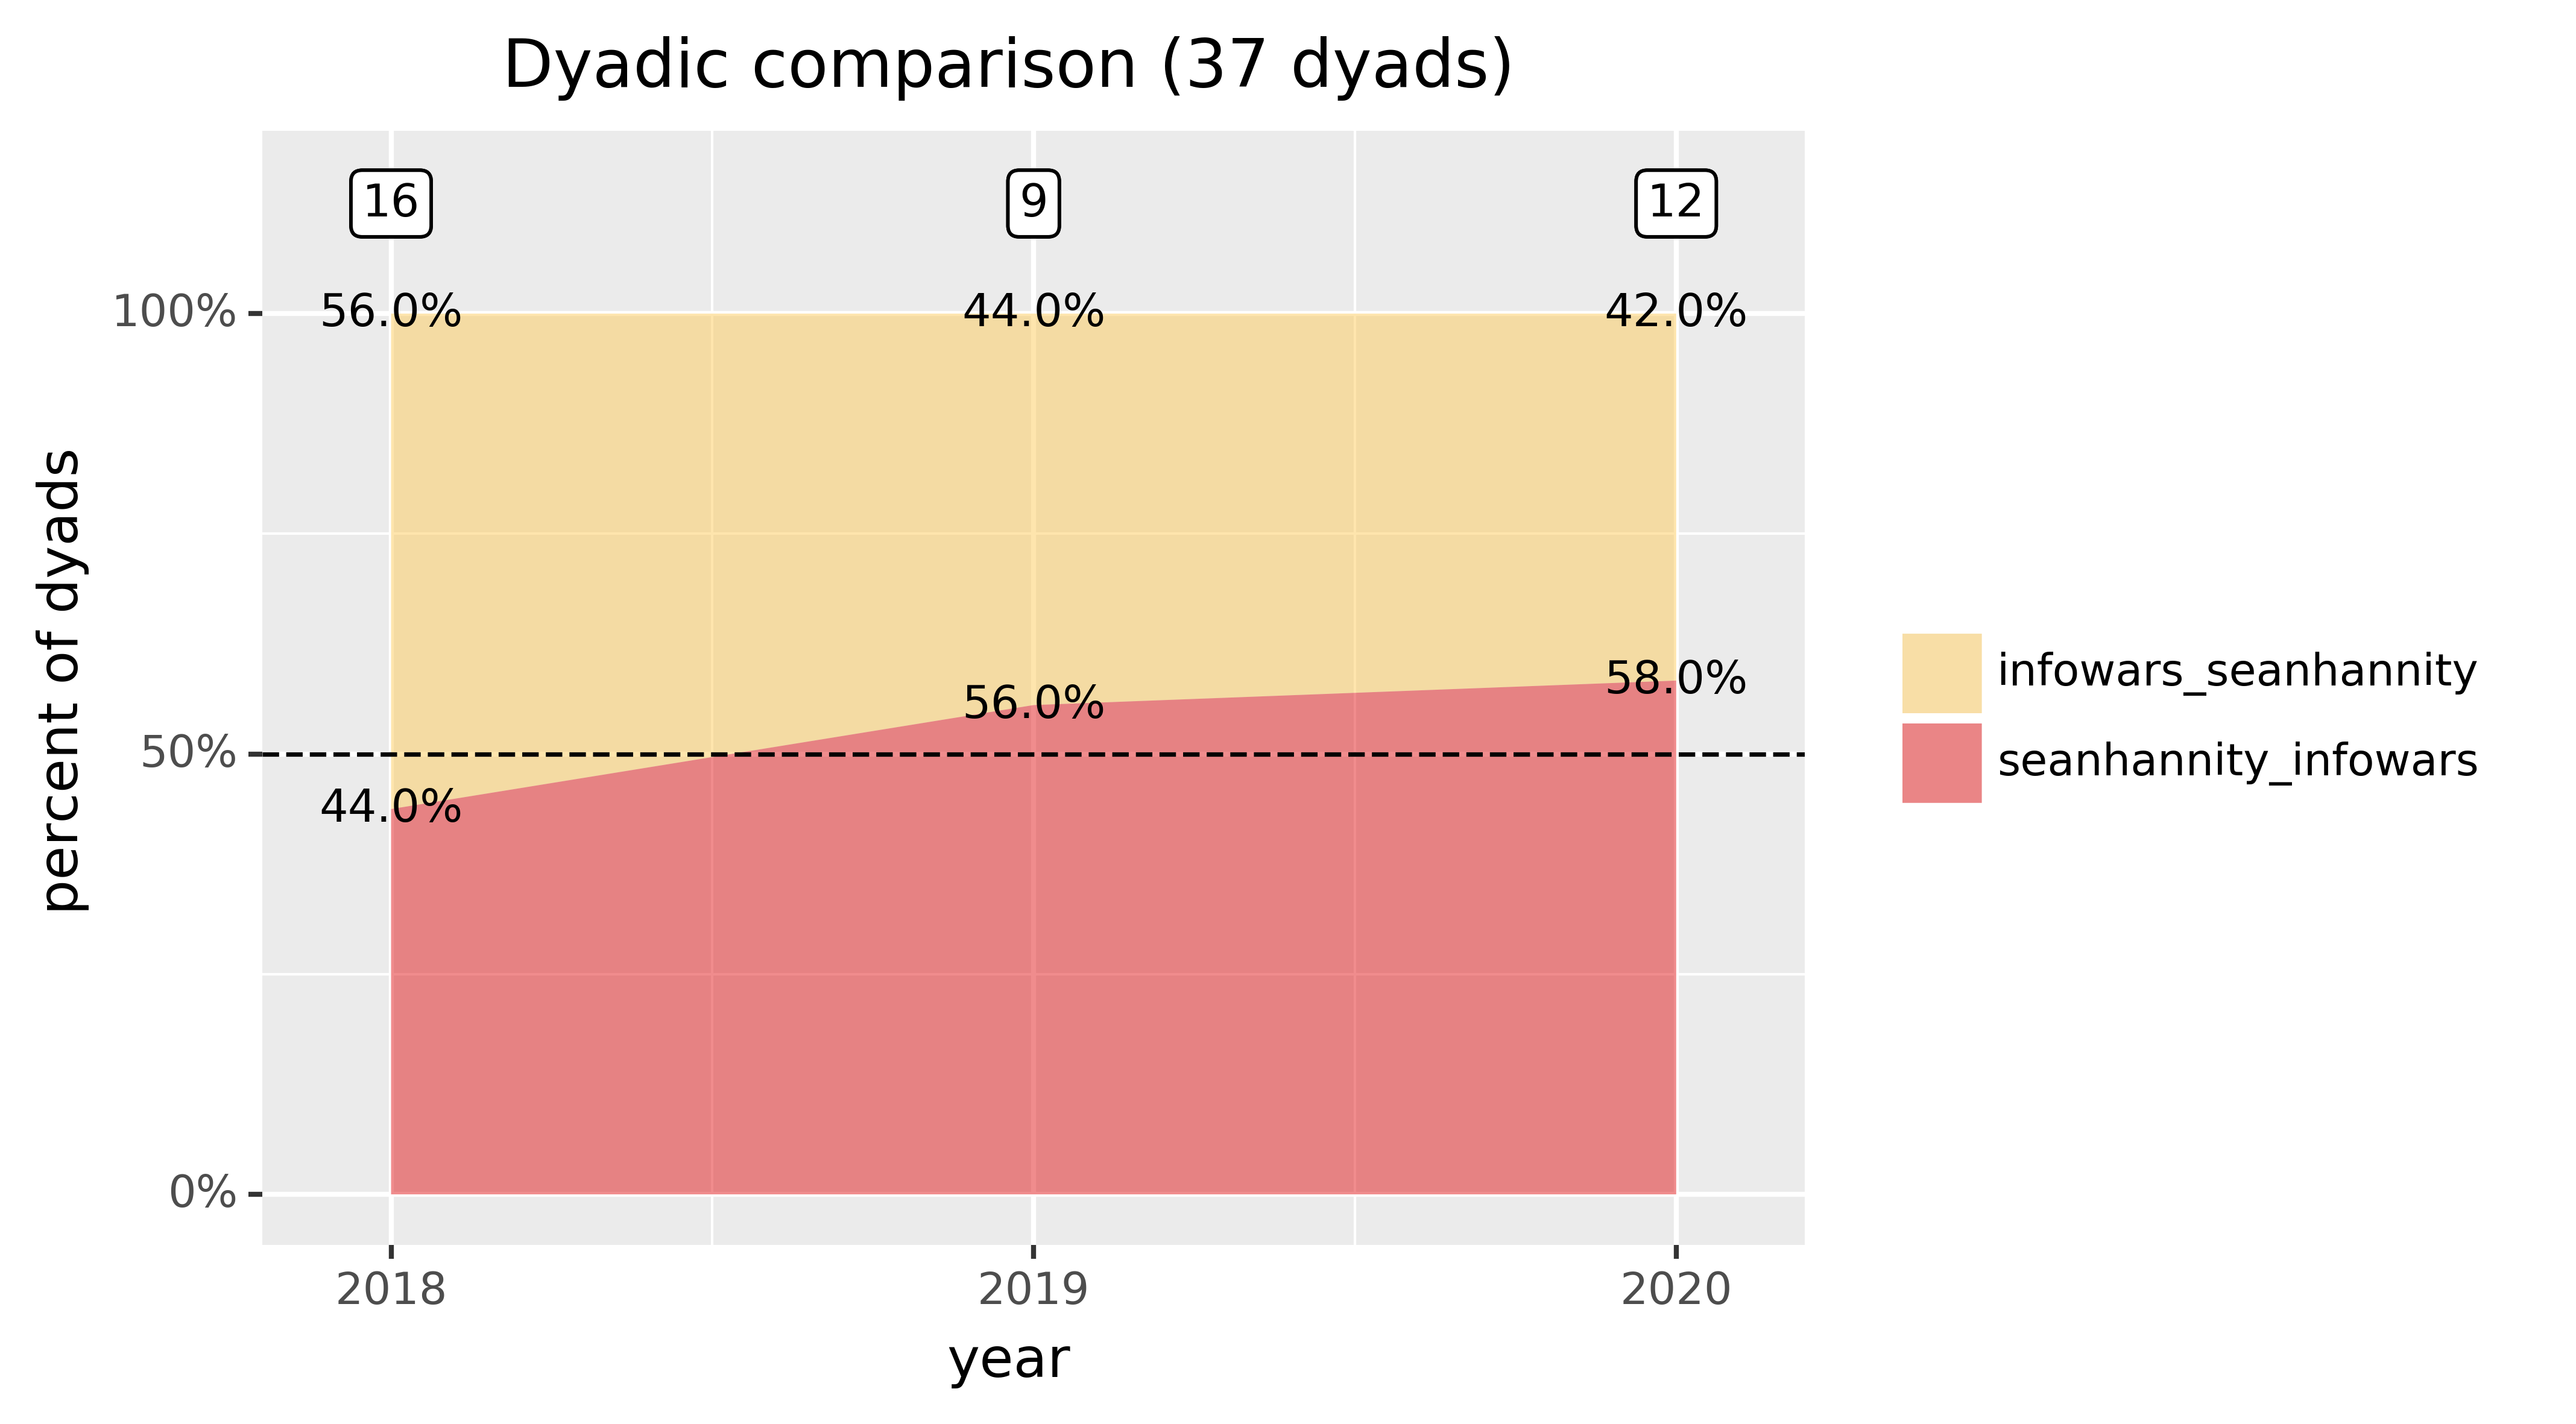 Dyadic comparison (37 dyads)
16 9 12
100% 56.0% 44.0% 42.0%
58.0%
56.0%
50%
44.0%
0%
2018 2019 2020
year
percent of dyads
infowars_seanhannity
seanhannity_infowars